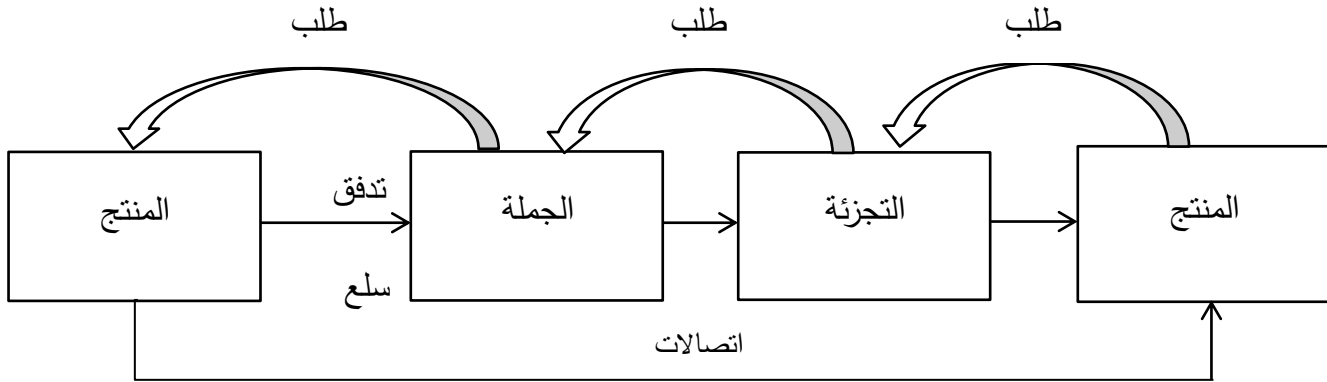 طلب
طلب
طلب
المنتج
التجزئة
الجملة
تدفق
المنتج
سلع
اتصالات